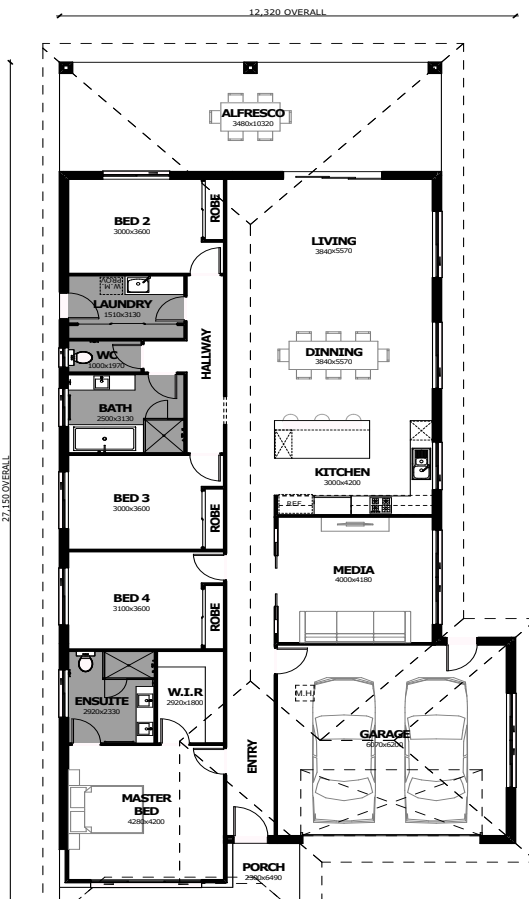 12,320 OVERALL
ALFRESCO
3480x10320
BED 2
3000x3600
ROBE
LIVING
3840x5570
W.M
PROV.
LAUNDRY
1510x3130
HALLWAY
WC
1000x1970
DINNING
3840x5570
BATH
2500x3130
KITCHEN
3000x4200
27,150 OVERALL
BED 3
3000x3600
ROBE
REF.
MEDIA
4000x4180
BED 4
3100x3600
ROBE
ENSUITE
2920x2330
W.I.R
2920x1800
M.H
GARAGE
6070x6200
ENTRY
MASTER
BED
4280x4200
PORCH
2380x6490